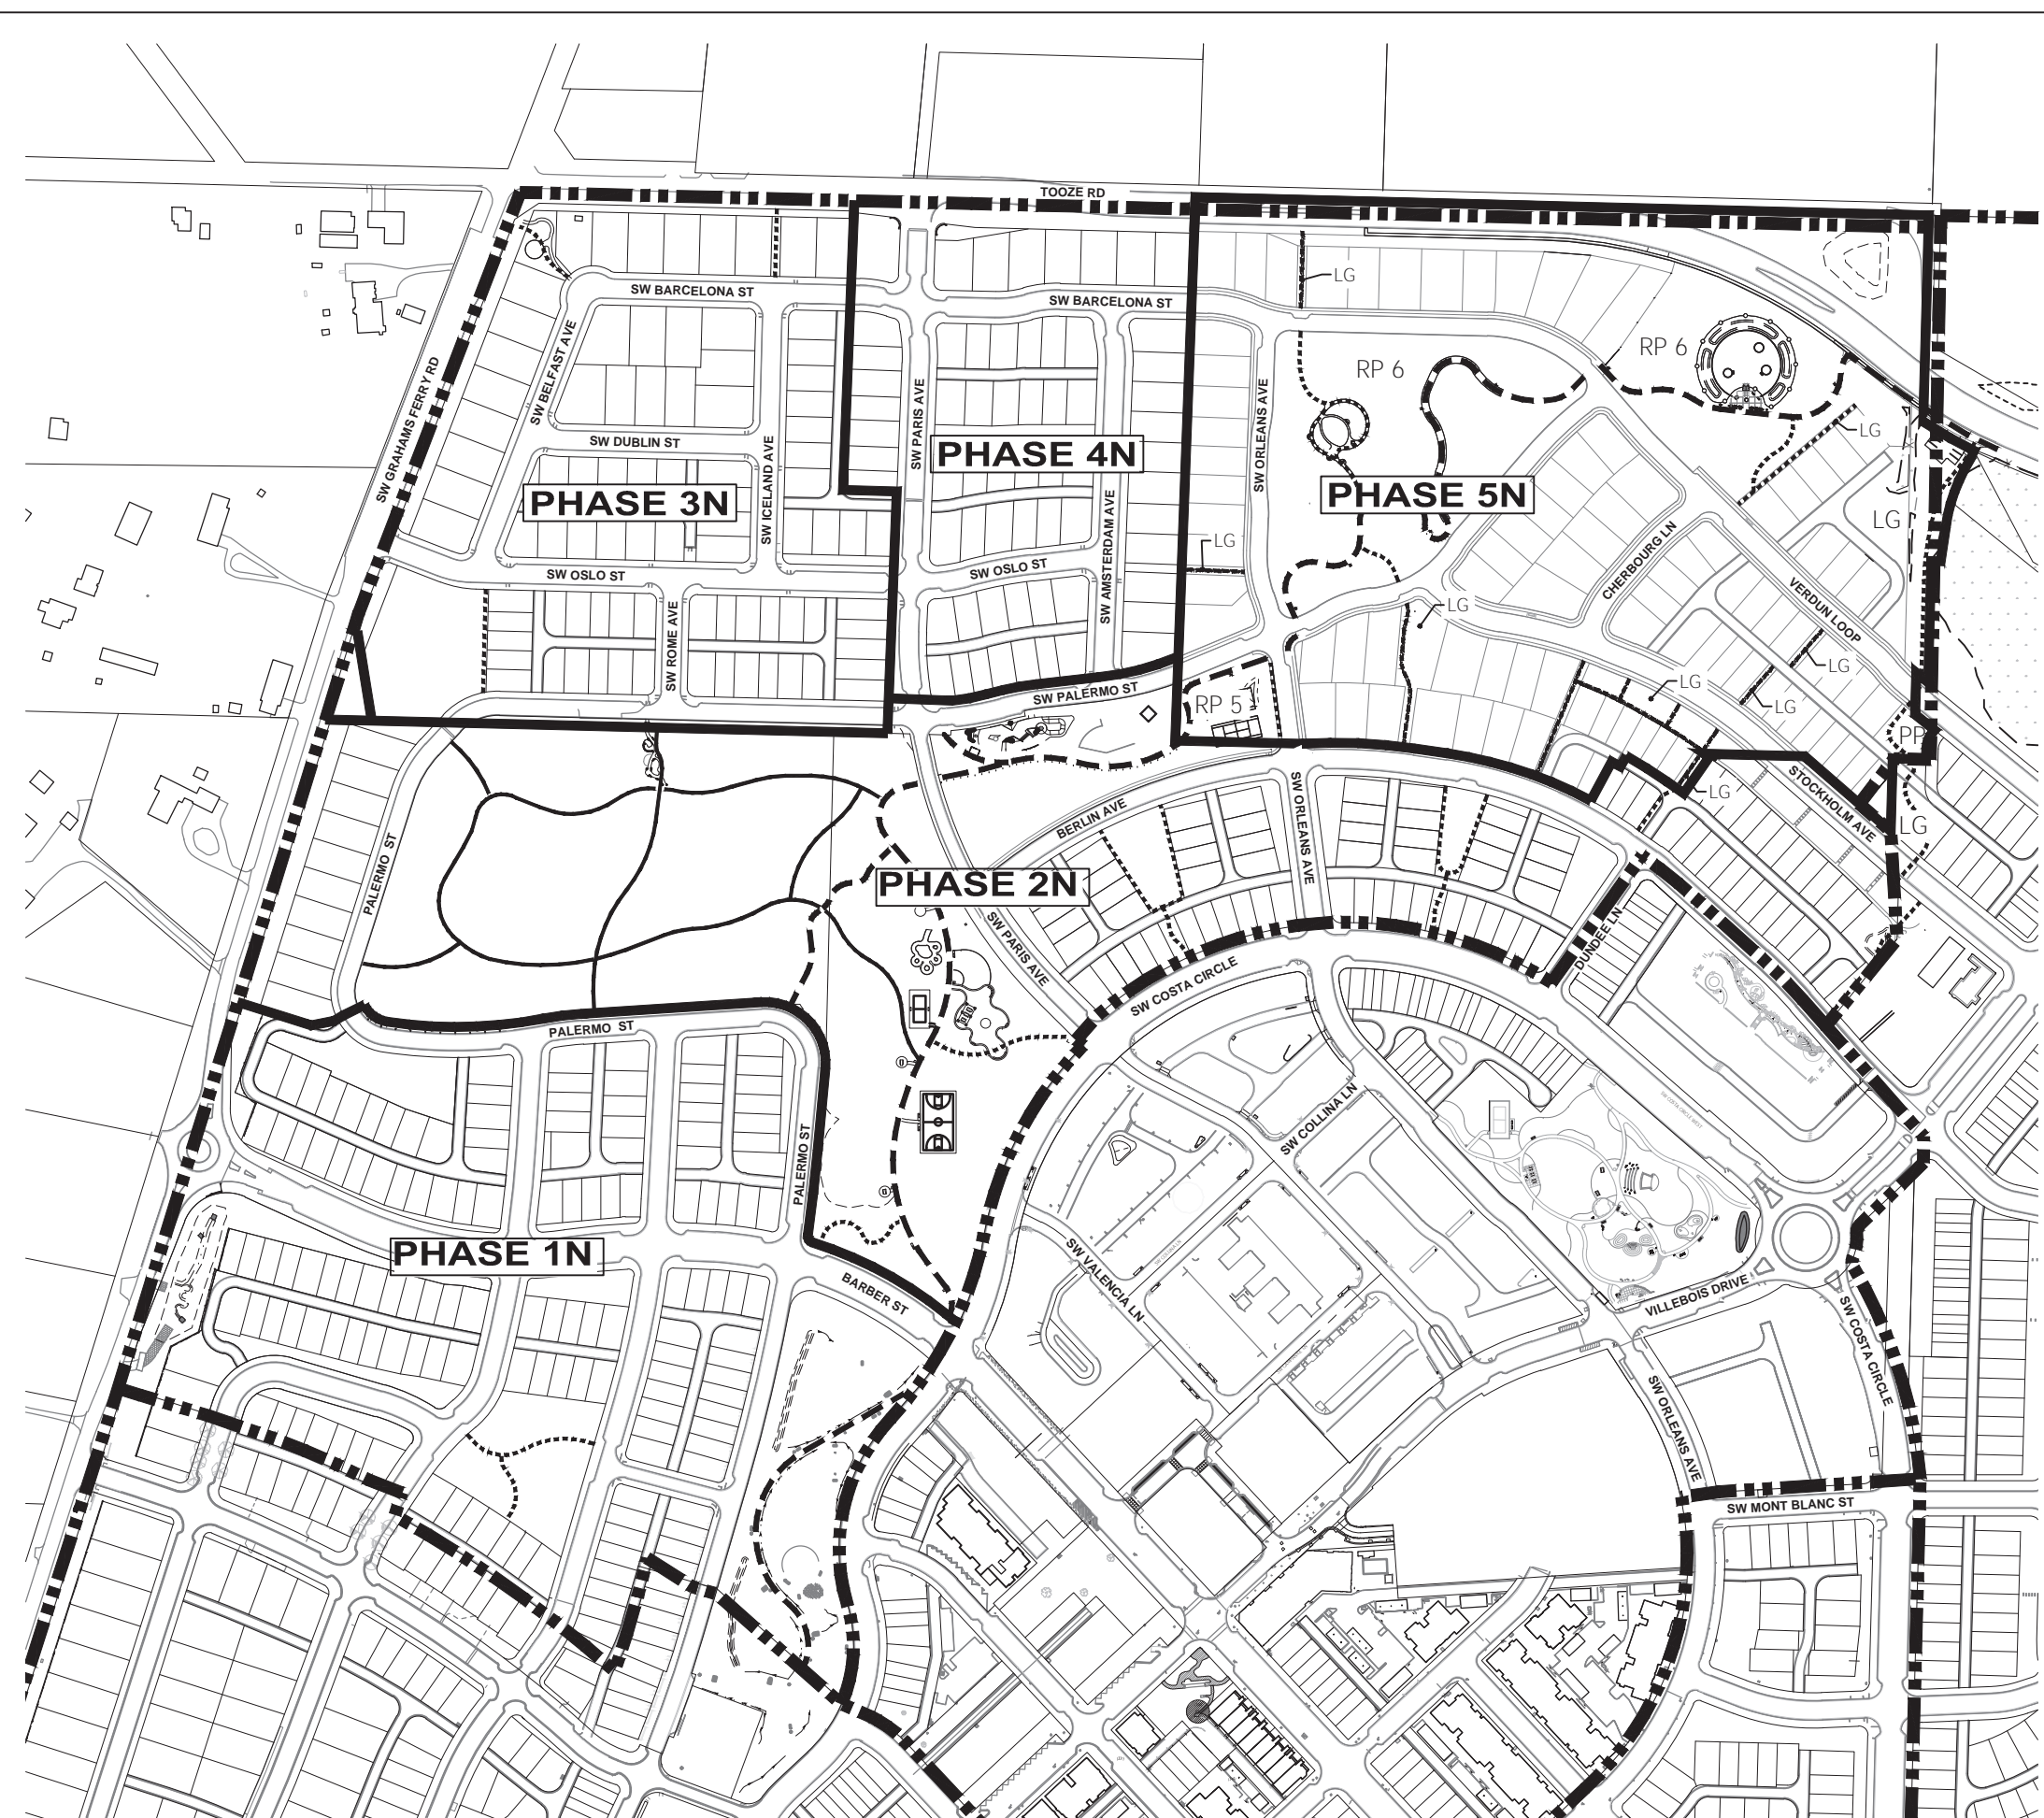 TOOZE RD
SW BARCELONA ST
SW BARCELONA ST
LG
RP 6
RP 6
SW BELFAST AVE
SW GRAHAMS FERRY RD
SW PARIS AVE
SW ORLEANS AVE
LG
SW DUBLIN ST
SW ICELAND AVE
PHASE 4N
PHASE 3N
PHASE 5N
SW AMSTERDAM AVE
LG
LG
CHERBOURG LN
SW OSLO ST
SW OSLO ST
VERDUN LOOP
SW ROME AVE
LG
LG
LG
LG
SW PALERMO ST
RP 5
PP
LG
STOCKHOLM AVE
LG
BERLIN AVE
SW ORLEANS AVE
PALERMO ST
PHASE 2N
SW PARIS AVE
DUNDEE LN
SW COSTA CIRCLE
PALERMO ST
SW COLLINA LN
PALERMO ST
SW COSTA CIRCLE WEST
PHASE 1N
BARBER ST
SW VALENCIA LN
VILLEBOIS DRIVE
SW COSTA CIRCLE
SW ORLEANS AVE
SW MONT BLANC ST